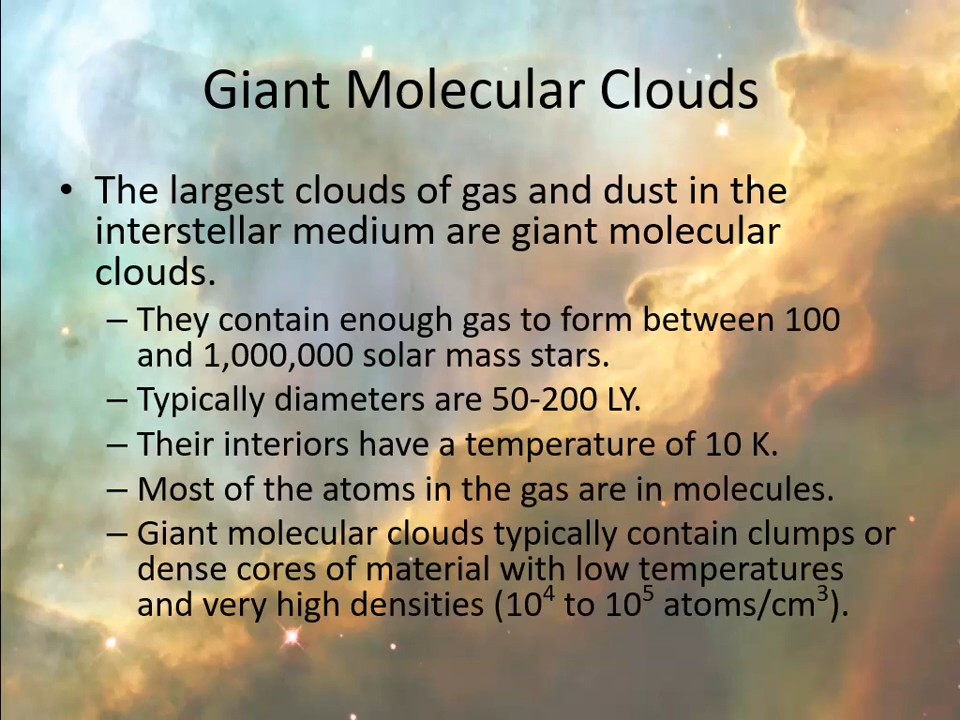 Giant Molecular Clouds
• The largest clouds of gas and dust in the
interstellar medium are giant molecular
clouds.
– They contain enough gas to form between 100
and 1,000,000 solar mass stars.
– Typically diameters are 50-200 LY.
– Their interiors have a temperature of 10 K.
– Most of the atoms in the gas are in molecules.
– Giant molecular clouds typically contain clumps or
dense cores of material with low temperatures
and very high densities (10⁴ to 10⁵ atoms/cm³).